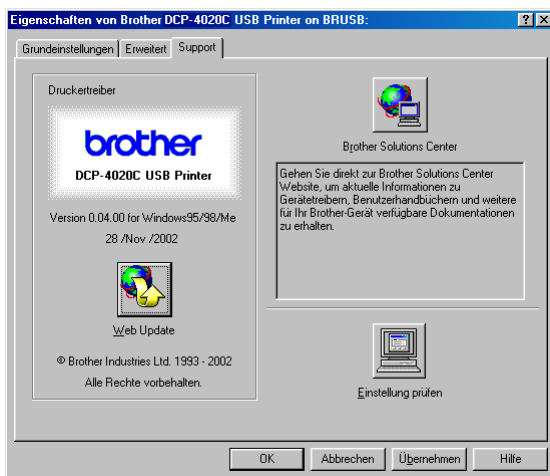 Eigenschaften von Brother DCP-4020C USB Printer on BRUSB:
Grundeinstellungen
Erweitert
Support
Druckertreiber
brother
DCP-4020C USB Printer
Version 0.04.00 for Windows95/98/Me
28 /Nov /2002
Web Update
© Brother Industries Ltd. 1993 - 2002
Alle Rechte vorbehalten.
Brother Solutions Center
Gehen Sie direkt zur Brother Solutions Center
Website, um aktuelle Informationen zu
Gerätetreibern, Benutzerhandbüchern und weitere
für Ihr Brother-Gerät verfügbare Dokumentationen
zu erhalten.
Einstellung prüfen
OK
Abbrechen
Übernehmen
Hilfe